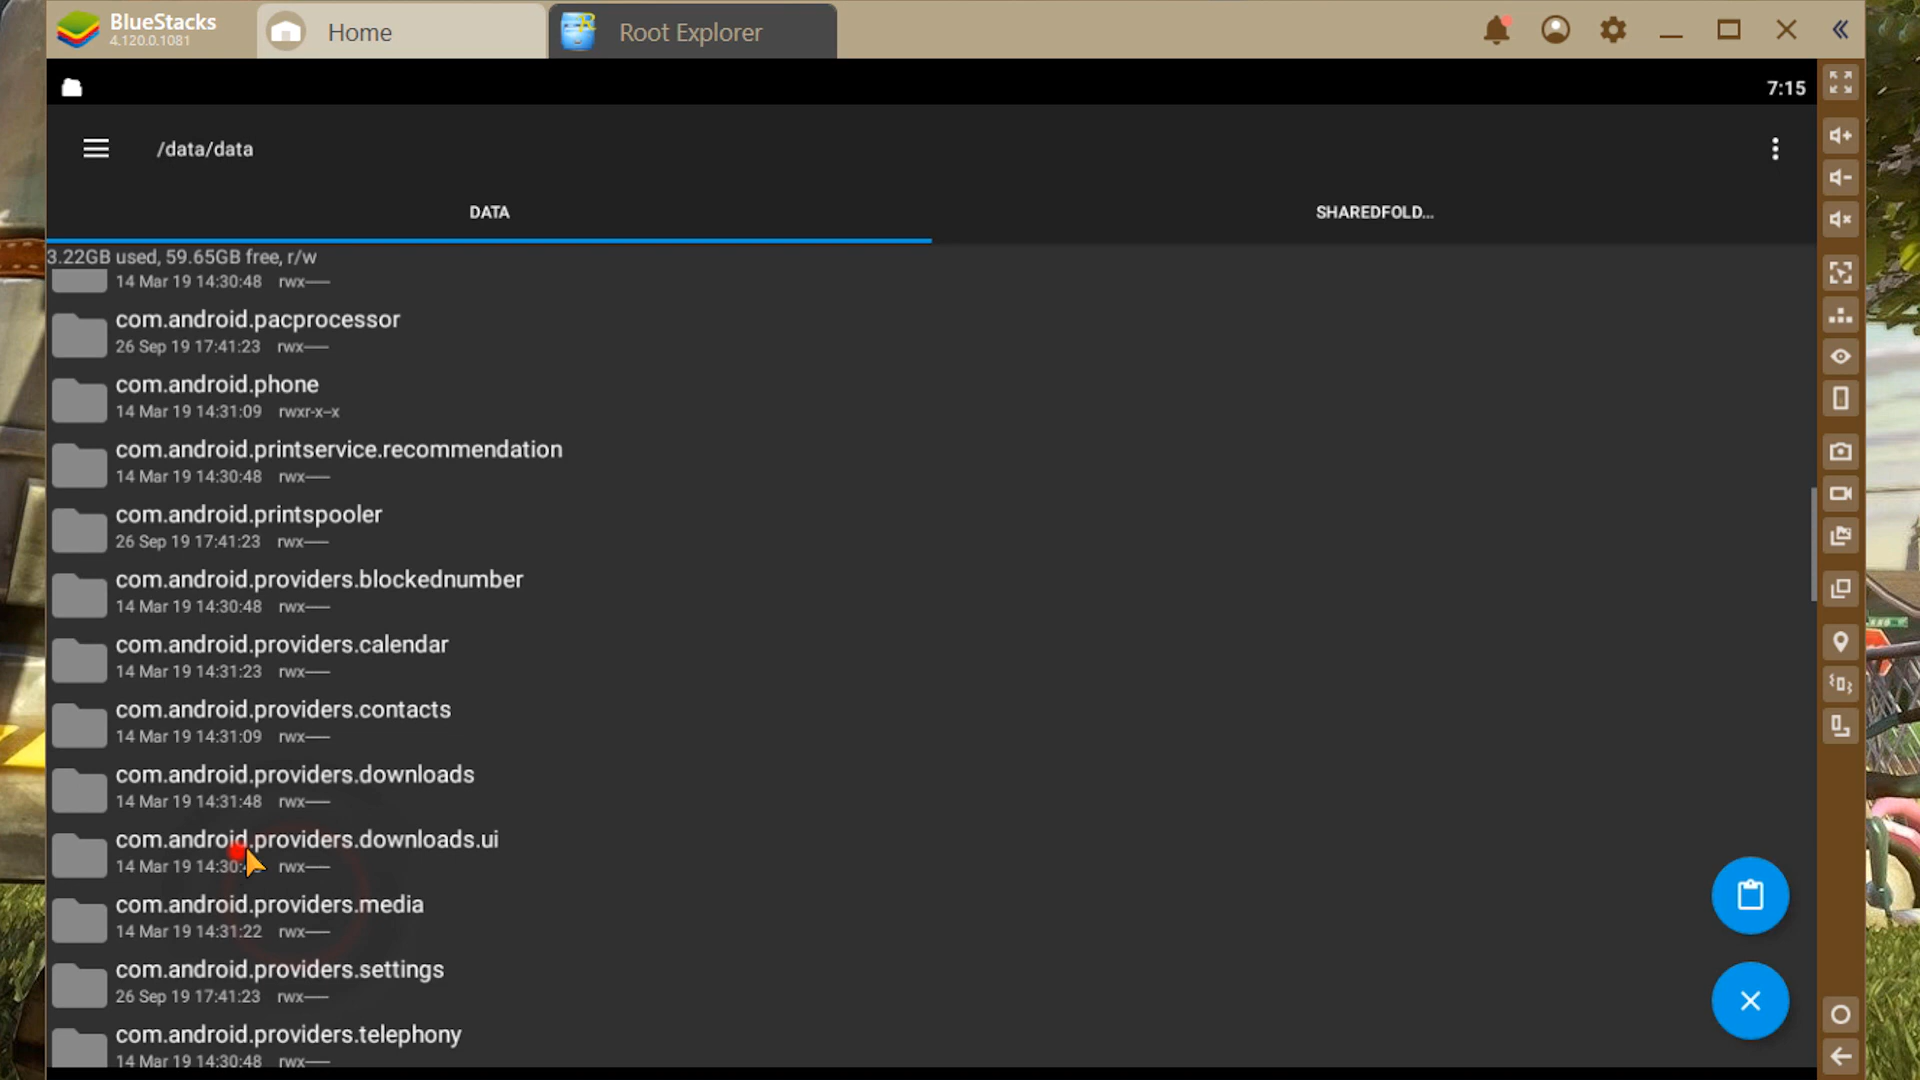 BlueStacks
4.120.0.1081
Home
Root Explorer
7:15
/data/data
DATA
SHAREDFOLD...
3.22GB used, 59.65GB free, r/w
14 Mar 19 14:30:48 rwx------
com.android.pacprocessor
26 Sep 19 17:41:23 rwx------
com.android.phone
14 Mar 19 14:31:09 rwxr-x--x
com.android.printservice.recommendation
14 Mar 19 14:30:48 rwx------
com.android.printspooler
26 Sep 19 17:41:23 rwx------
com.android.providers.blockednumber
14 Mar 19 14:30:48 rwx------
com.android.providers.calendar
14 Mar 19 14:31:23 rwx------
com.android.providers.contacts
14 Mar 19 14:31:09 rwx------
com.android.providers.downloads
14 Mar 19 14:31:48 rwx------
com.android.providers.downloads.ui
14 Mar 19 rwx------
com.android.providers.media
14 Mar 19 14:31:22 rwx------
com.android.providers.settings
26 Sep 19 17:41:23 rwx------
com.android.providers.telephony
14 Mar 19 14:30:48 rwx------